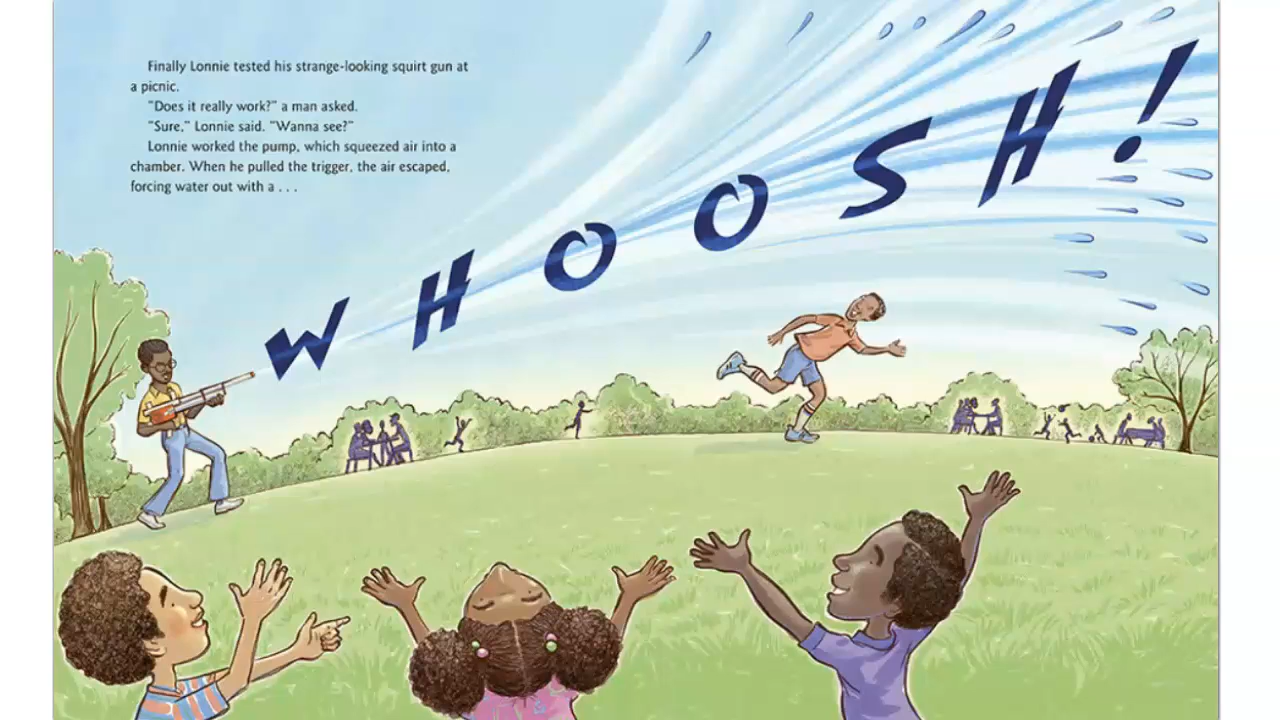 Finally Lonnie tested his strange-looking squirt gun at
a picnic.
"Does it really work?" a man asked.
"Sure," Lonnie said. "Wanna see?"
Lonnie worked the pump, which squeezed air into a
chamber. When he pulled the trigger, the air escaped,
forcing water out with a . . .
WHOOSH!